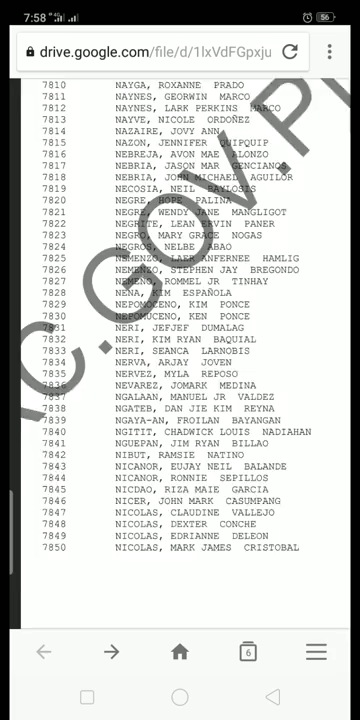 7:58 4G 56
drive.google.com/file/d/1lxVdFGpxju
7810 NAYGA, ROXANNE PRADO
7811 NAYNES, GEORWIN MARCO
7812 NAYNES, LARK PERKINS MARCO
7813 NAYVE, NICOLE ORDOÑEZ
7814 NAZAIRE, JOVY ANN
7815 NAZON, JENNIFER QUIPQUIP
7816 NEBREJA, AVON MAE ALONZO
7817 NEBRIA, JASON MAR GENCIANOS
7818 NEBRIA, JOHN MICHAEL AGUILOR
7819 NECOSIA, NEIL BAYLOSIS
7820 NEGRE, HOPE PALINA
7821 NEGRE, WENDY JANE MANGLIGOT
7822 NEGRITE, LEAN ERVIN PANER
7823 NEGRO, MARY GRACE NOGAS
7824 NEGROS, NELBE ABAO
7825 NEMENZO, LAER ANFERNEE HAMLIG
7826 NEMENZO, STEPHEN JAY BREGONDO
7827 NEMENO, ROMMEL JR TINHAY
7828 NENA, KIM ESPAÑOLA
7829 NEPOMOCENO, KIM PONCE
7830 NEPOMUCENO, KEN PONCE
7831 NERI, JEFJEF DUMALAG
7832 NERI, KIM RYAN BAQUIAL
7833 NERI, SEANCA LARNOBIS
7834 NERVA, ARJAY JOVEN
7835 NERVEZ, MYLA REPOSO
7836 NEVAREZ, JOMARK MEDINA
7837 NGALAAN, MANUEL JR VALDEZ
7838 NGATEB, DAN JIE KIM REYNA
7839 NGAYA-AN, FROILAN BAYANGAN
7840 NGITIT, CHADWICK LOUIS NADIAHAN
7841 NGUEPAN, JIM RYAN BILLAO
7842 NIBUT, RAMSIE NATINO
7843 NICANOR, EUJAY NEIL BALANDE
7844 NICANOR, RONNIE SEPILLOS
7845 NICDAO, RIZA MAIE GARCIA
7846 NICER, JOHN MARK CASUMPANG
7847 NICOLAS, CLAUDINE VALLEJO
7848 NICOLAS, DEXTER CONCHE
7849 NICOLAS, EDRIANNE DELEON
7850 NICOLAS, MARK JAMES CRISTOBAL
RC.GOV.PH
6